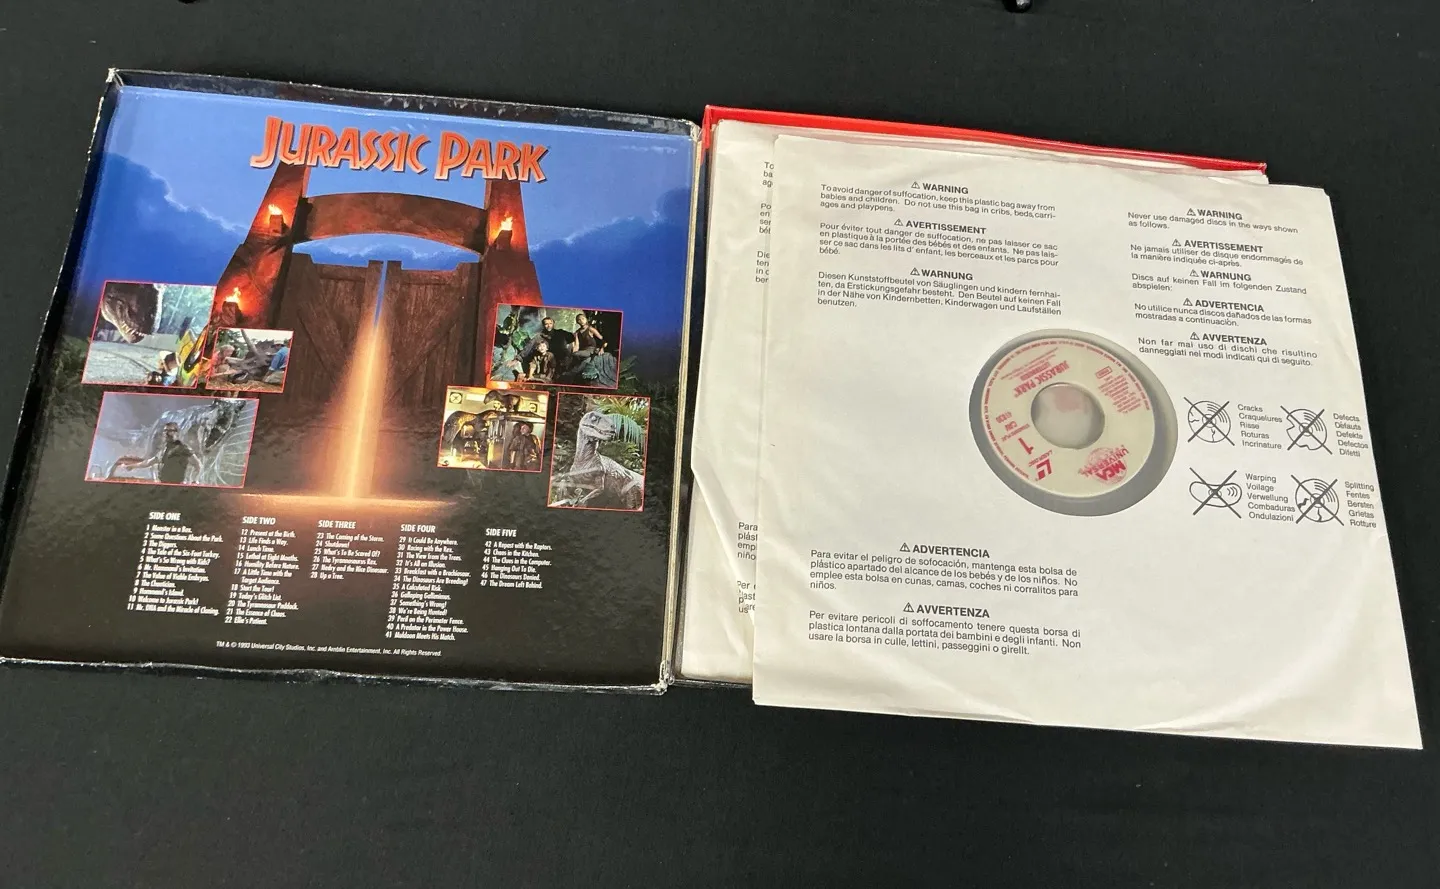 JURASSIC PARK
SIDE ONE
1 Monster in a Box.
2 Some Questions About the Park.
3 The Diggers.
4 The Tale of the Six-Foot Turkey.
5 What's So Wrong with Kids?
6 Mr. Hammond's Invitation.
7 The Value of Viable Embryos.
8 The Chaotician.
9 Hammond's Island.
10 Welcome to Jurassic Park!
11 Mr. DNA and the Miracle of Cloning.
SIDE TWO
12 Present at the Birth.
13 Life Finds a Way.
14 Lunch Time.
15 Lethal at Eight Months.
16 Humility Before Nature.
17 A Little Time with the
Target Audience.
18 Start the Tour!
19 Today's Glitch List.
20 The Tyrannosaur Paddock.
21 The Essence of Chaos.
22 Ellie's Patient.
SIDE THREE
23 The Coming of the Storm.
24 Shutdown!
25 What's To Be Scared Of?
26 The Tyrannosaurus Rex.
27 Nedry and the Nice Dinosaur.
28 Up a Tree.
SIDE FOUR
29 It Could Be Anywhere.
30 Racing with the Rex.
31 The View from the Trees.
32 It's All an Illusion.
33 Breakfast with a Brachiosaur.
34 The Dinosaurs Are Breeding!
35 A Calculated Risk.
36 Galloping Gallimimus.
37 Something's Wrong!
38 We're Being Hunted!
39 Peril on the Perimeter Fence.
40 A Predator in the Power House.
41 Muldoon Meets His Match.
SIDE FIVE
42 A Repast with the Raptors.
43 Chaos in the Kitchen.
44 The Clues in the Computer.
45 Hanging Out To Die.
46 The Dinosaurs Denied.
47 The Dream Left Behind.
TM & © 1993 Universal City Studios, Inc. and Amblin Entertainment, Inc. All Rights Reserved.
⚠ WARNING
To avoid danger of suffocation, keep this plastic bag away from
babies and children. Do not use this bag in cribs, beds, carri-
ages and playpens.
⚠ AVERTISSEMENT
Pour éviter tout danger de suffocation, ne pas laisser ce sac
en plastique à la portée des bébés et des enfants. Ne pas lais-
ser ce sac dans les lits d' enfant, les berceaux et les parcs pour
bébé.
⚠ WARNUNG
Diesen Kunststoffbeutel von Säuglingen und kindern fernhal-
ten, da Erstickungsgefahr besteht. Den Beutel auf keinen Fall
in der Nähe von Kindernbetten, Kinderwagen und Laufställen
benutzen.
⚠ ADVERTENCIA
Para evitar el peligro de sofocación, mantenga esta bolsa de
plástico apartado del alcance de los bebés y de los niños. No
emplee esta bolsa en cunas, camas, coches ni corralitos para
niños.
⚠ AVVERTENZA
Per evitare pericoli di soffocamento tenere questa borsa di
plastica lontana dalla portata dei bambini e degli infanti. Non
usare la borsa in culle, lettini, passeggini o girellt.
⚠ WARNING
Never use damaged discs in the ways shown
as follows.
⚠ AVERTISSEMENT
Ne jamais utiliser de disque endommagés de
la manière indiquée ci-après.
⚠ WARNUNG
Discs auf keinen Fall im folgenden Zustand
abspielen:
⚠ ADVERTENCIA
No utilice nunca discos dañados de las formas
mostradas a continuación.
⚠ AVVERTENZA
Non far mai uso di dischi che risultino
danneggiati nei modi indicati qui di seguito.
Cracks
Craquelures
Risse
Roturas
Incrinature
Defects
Défauts
Defekte
Defectos
Difetti
Warping
Voilage
Verwellung
Combaduras
Ondulazioni
Splitting
Fentes
Bersten
Grietas
Rotture
JURASSIC PARK
1
MCA
UNIVERSAL